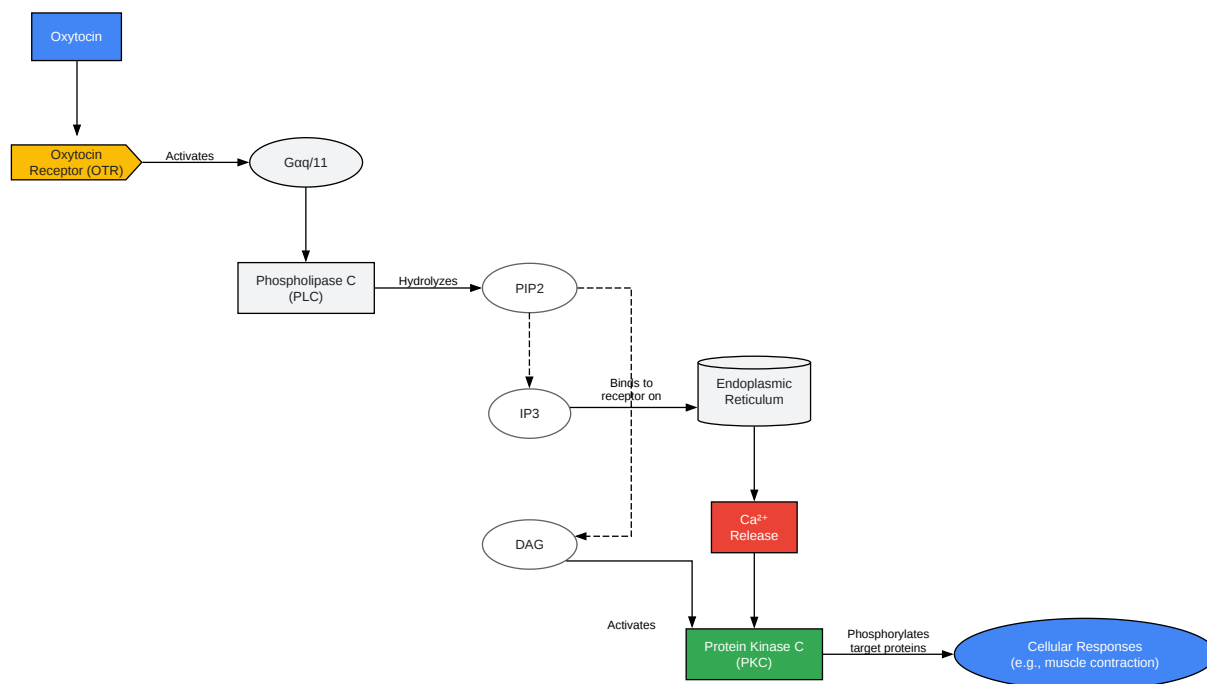 Oxytocin
Oxytocin
Receptor (OTR)
Activates
Gαq/11
Phospholipase C
(PLC)
Hydrolyzes
PIP2
IP3
Binds to
receptor on
Endoplasmic
Reticulum
Ca²⁺
Release
DAG
Activates
Protein Kinase C
(PKC)
Phosphorylates
target proteins
Cellular Responses
(e.g., muscle contraction)